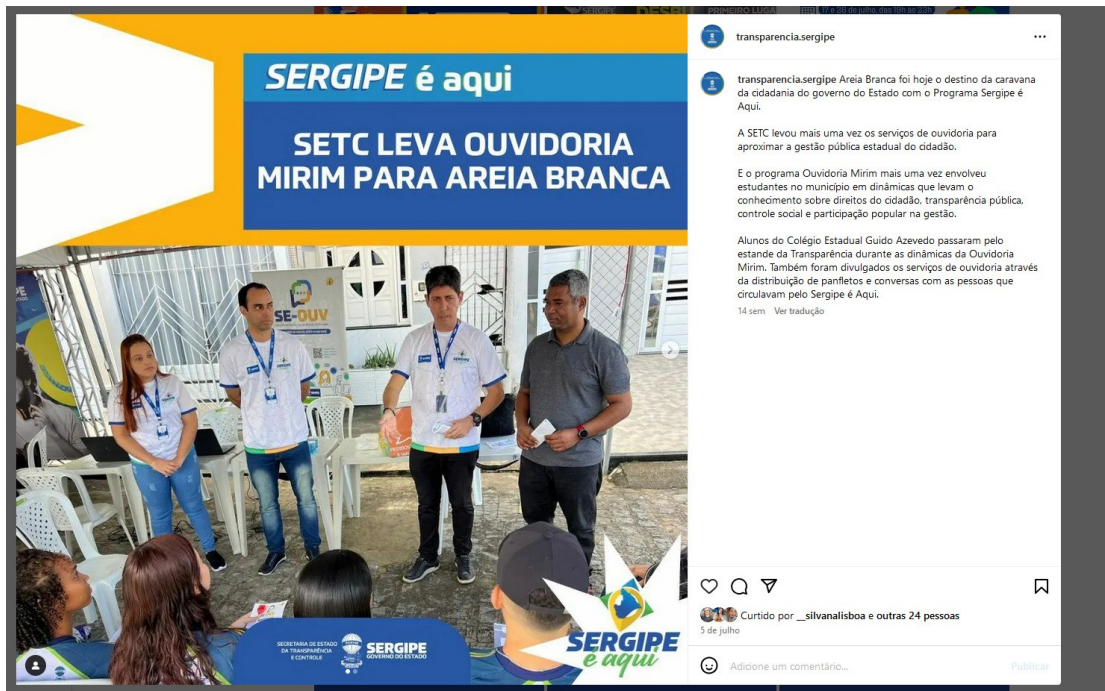 SERGIPE
DESBU
PRIMEIRO LUGA
SERGIPE é aqui
SETC LEVA OUVIDORIA
MIRIM PARA AREIA BRANCA
SE-OUV
SERGIPE
SECRETARIA DE ESTADO
DA TRANSPARÊNCIA
E CONTROLE
SERGIPE
GOVERNO DO ESTADO
SERGIPE
é aqui
transparencia.sergipe
transparencia.sergipe Areia Branca foi hoje o destino da caravana
da cidadania do governo do Estado com o Programa Sergipe é
Aqui.
A SETC levou mais uma vez os serviços de ouvidoria para
aproximar a gestão pública estadual do cidadão.
E o programa Ouvidoria Mirim mais uma vez envolveu
estudantes no município em dinâmicas que levam o
conhecimento sobre direitos do cidadão, transparência pública,
controle social e participação popular na gestão.
Alunos do Colégio Estadual Guido Azevedo passaram pelo
estande da Transparência durante as dinâmicas da Ouvidoria
Mirim. Também foram divulgados os serviços de ouvidoria através
da distribuição de panfletos e conversas com as pessoas que
circulavam pelo Sergipe é Aqui.
14 sem Ver tradução
Curtido por __silvanalisboa e outras 24 pessoas
5 de julho
Adicione um comentário...
Publicar